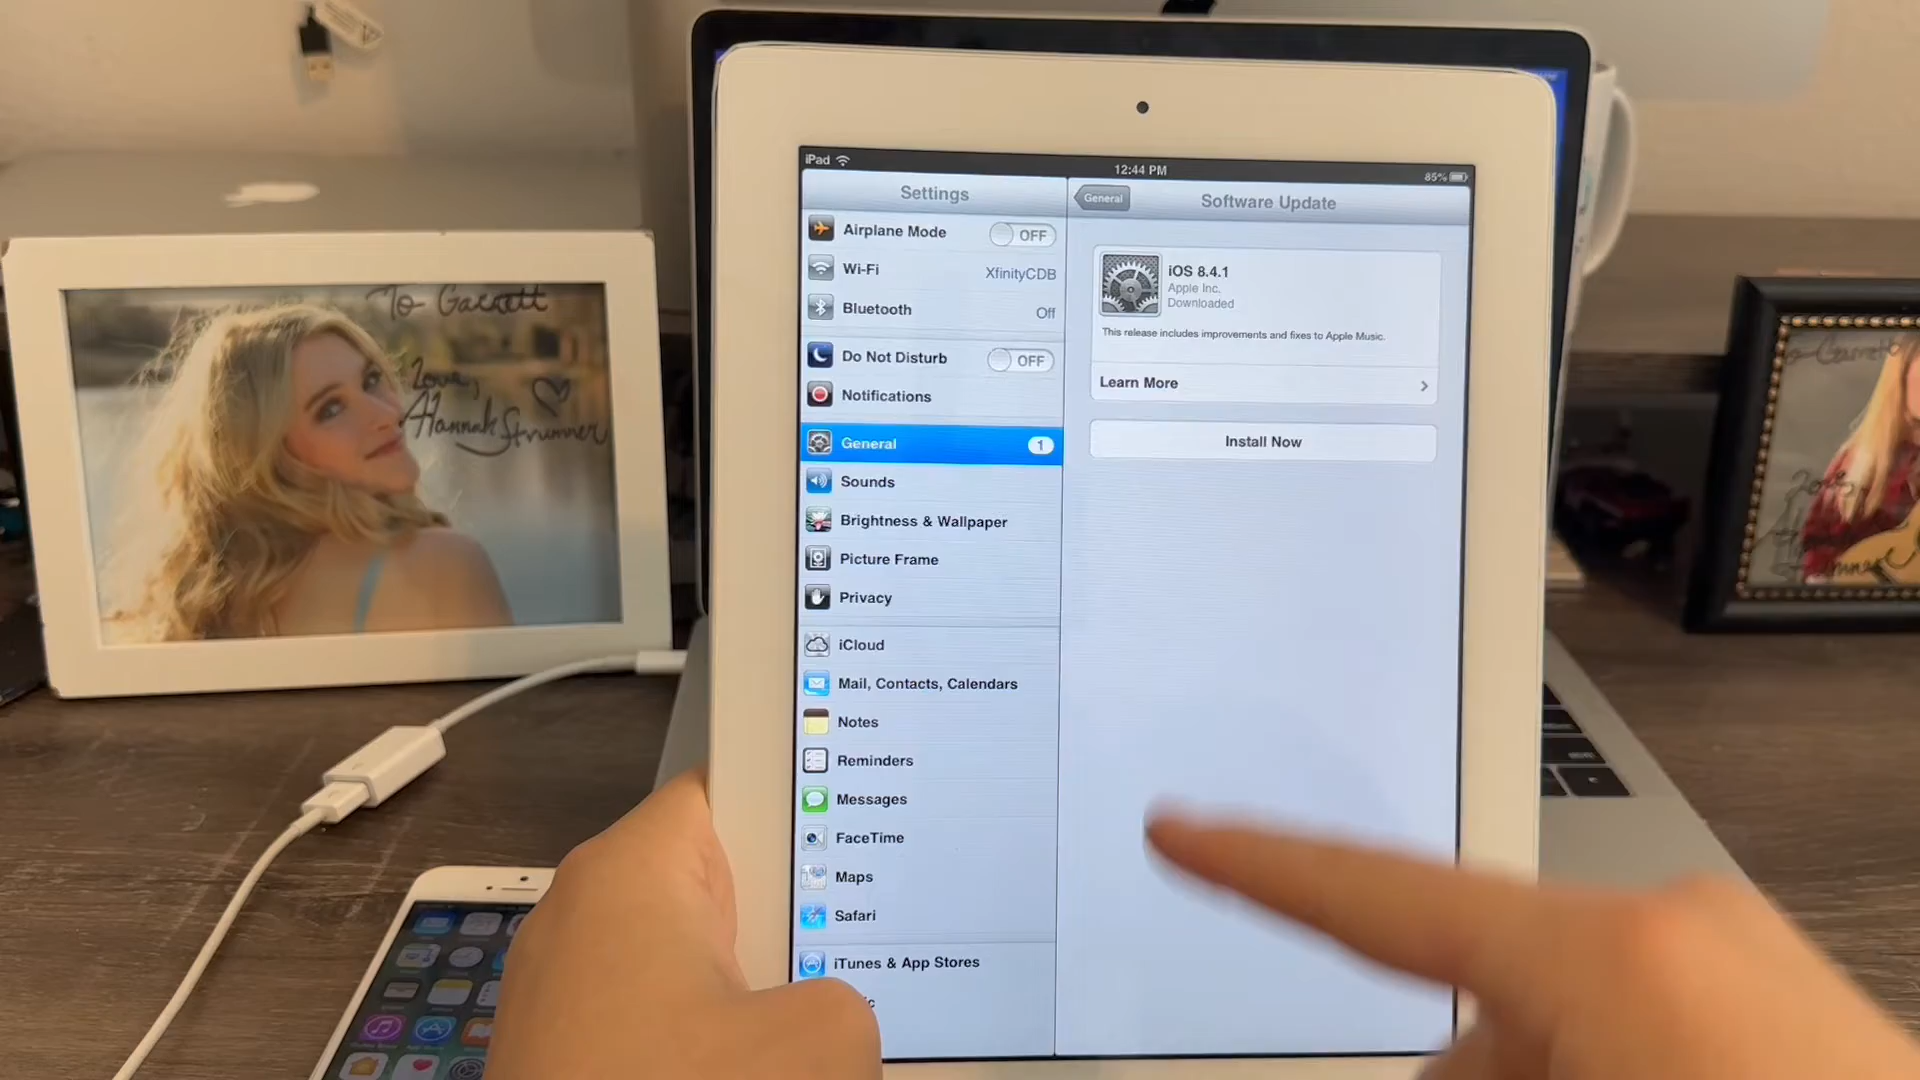 To Garrett
Love,
Hannah Strumner
iPad
12:44 PM
85%
Settings
Airplane Mode OFF
Wi-Fi XfinityCDB
Bluetooth Off
Do Not Disturb OFF
Notifications
General 1
Sounds
Brightness & Wallpaper
Picture Frame
Privacy
iCloud
Mail, Contacts, Calendars
Notes
Reminders
Messages
FaceTime
Maps
Safari
iTunes & App Stores
General
Software Update
iOS 8.4.1
Apple Inc.
Downloaded
This release includes improvements and fixes to Apple Music.
Learn More
Install Now
Garrett